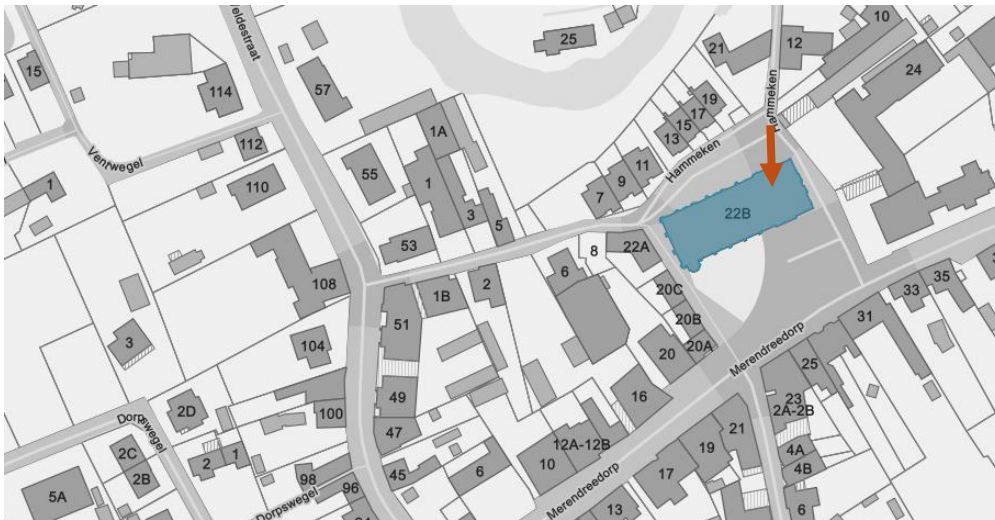 15
114
Veldestraat
57
25
21
12
10
24
Hammeken
19
17
15
13
1A
112
Ventwegel
1
110
55
1
3
5
11
9
7
Hammeken
22B
53
22A
8
6
2
1B
108
51
20C
20B
20A
20
35
33
31
Merendreedorp
25
104
3
49
16
23
2A-2B
2D
100
Dorpswegel
47
21
19
12A-12B
10
4A
4B
2C
2B
2
1
98
96
45
6
Merendreedorp
17
5A
Dorpswegel
13
6